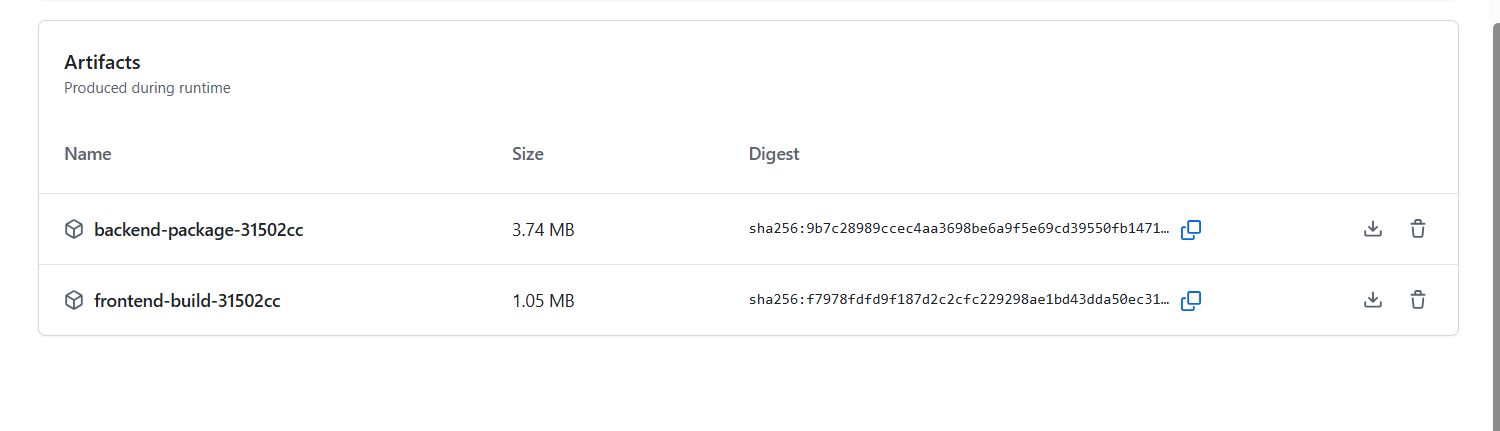 Artifacts
Produced during runtime
Name Size Digest
backend-package-31502cc 3.74 MB sha256:9b7c28989ccec4aa3698be6a9f5e69cd39550fb1471…
frontend-build-31502cc 1.05 MB sha256:f7978fdfd9f187d2c2cfc229298ae1bd43dda50ec31…